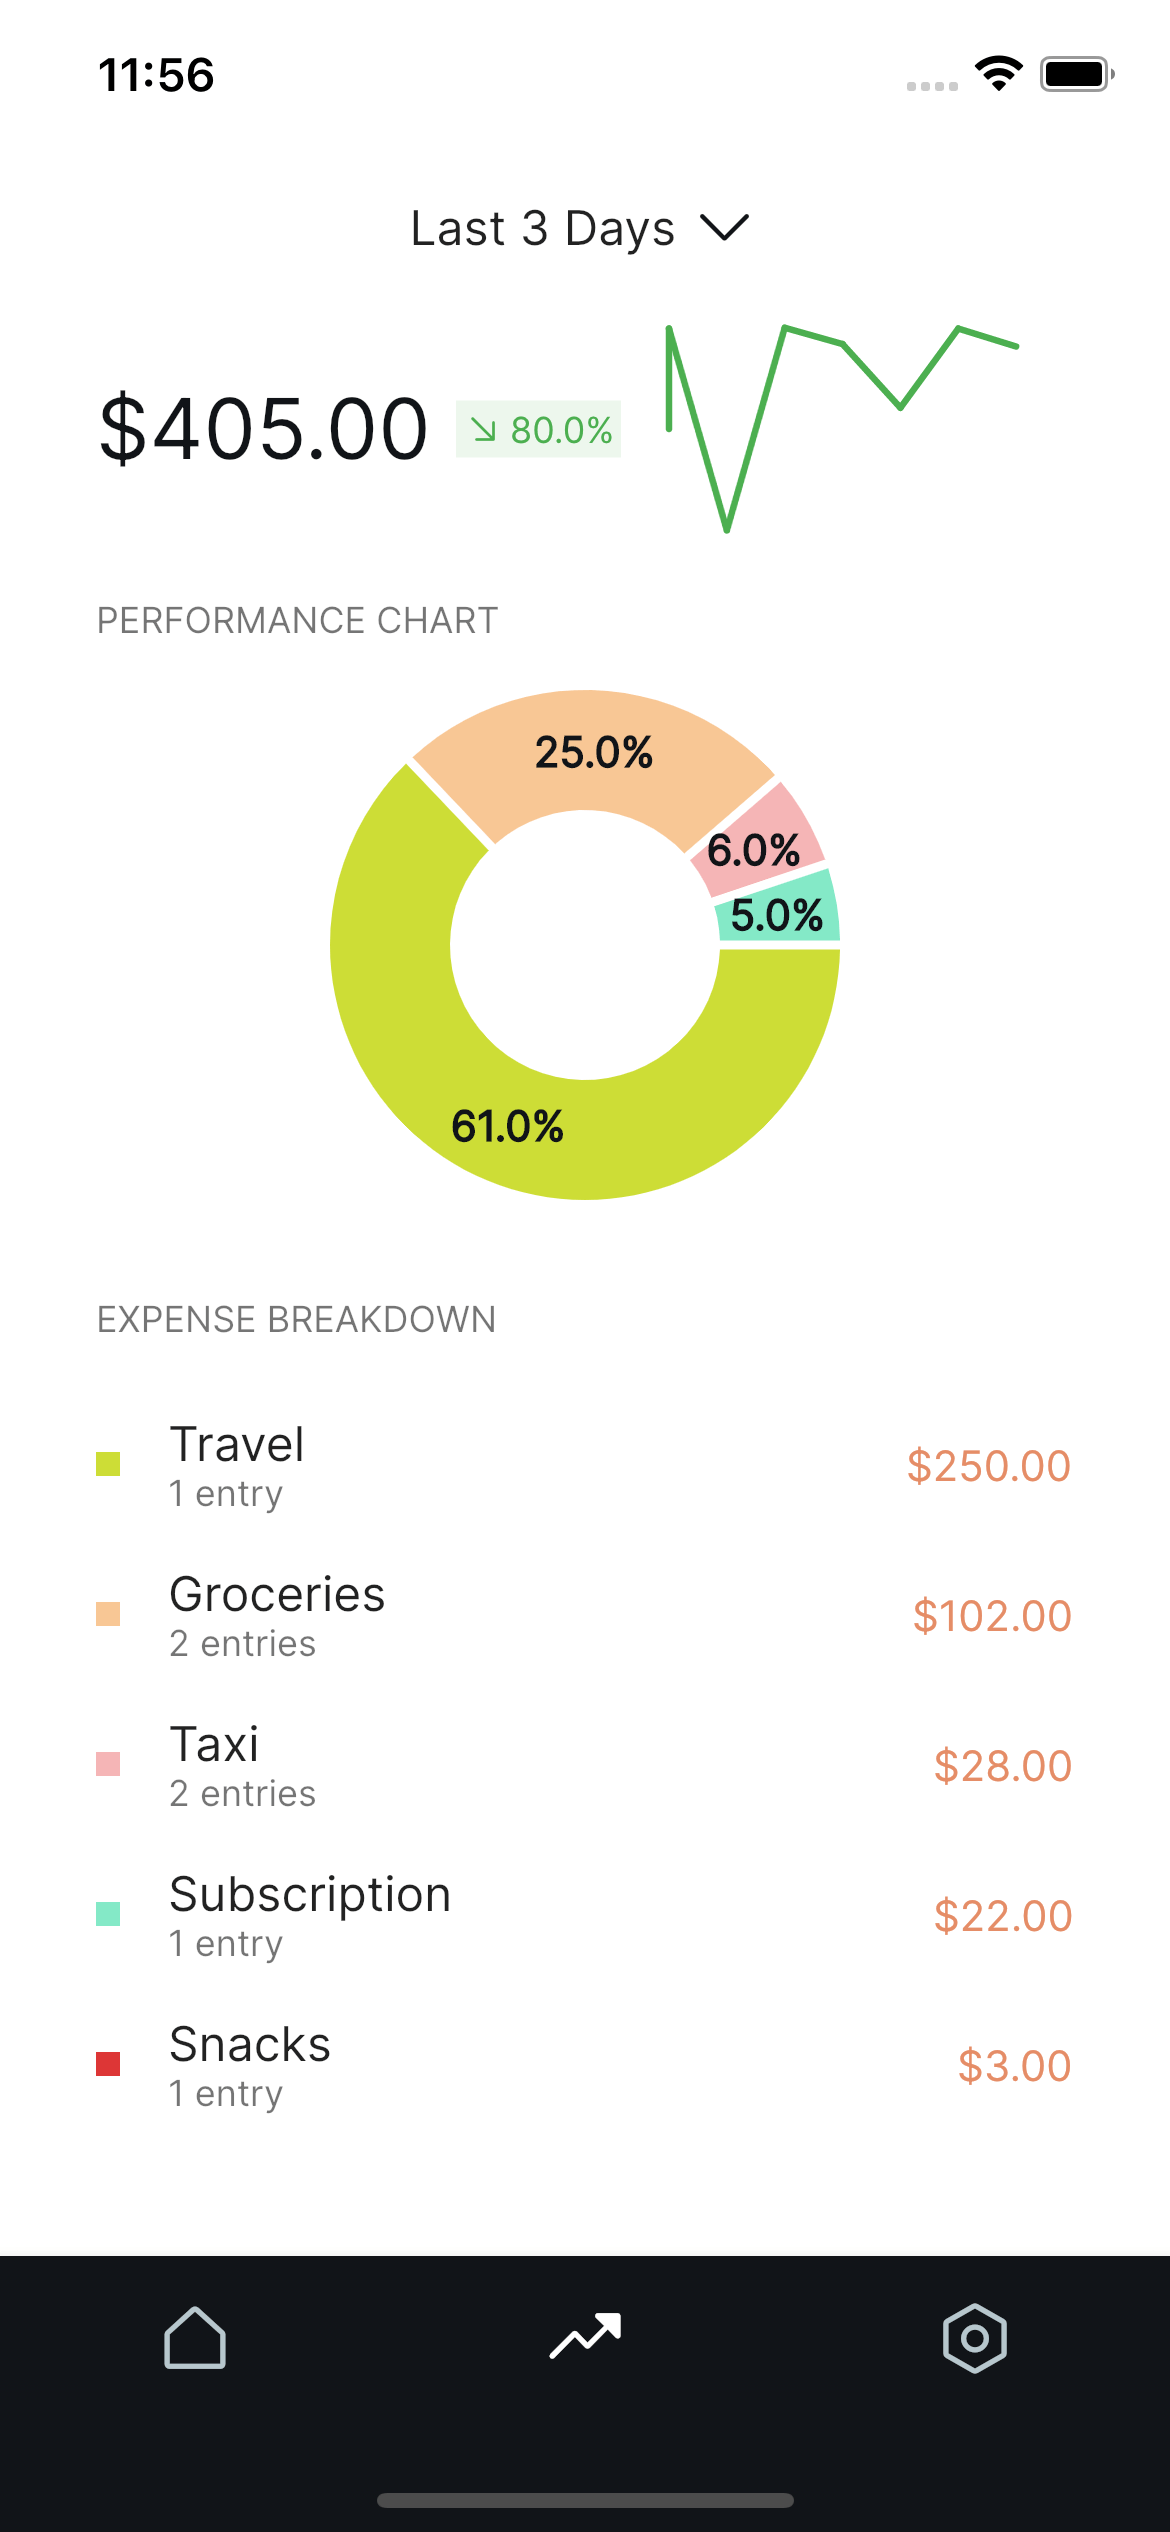 11:56
Last 3 Days
$405.00
80.0%
PERFORMANCE CHART
25.0%
6.0%
5.0%
61.0%
EXPENSE BREAKDOWN
Travel
1 entry
$250.00
Groceries
2 entries
$102.00
Taxi
2 entries
$28.00
Subscription
1 entry
$22.00
Snacks
1 entry
$3.00